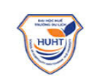 ĐẠI HỌC HUẾ
TRƯỜNG DU LỊCH
HUHT